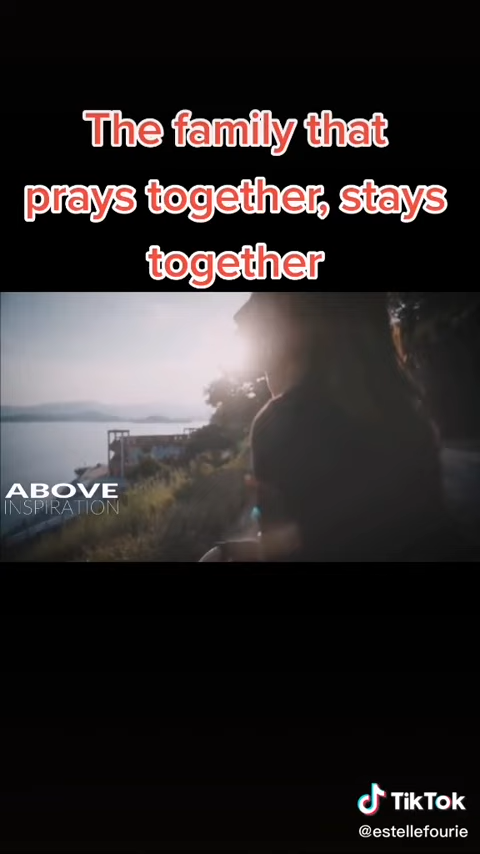 The family that
prays together, stays
together
ABOVE
INSPIRATION
TikTok
@estellefourie